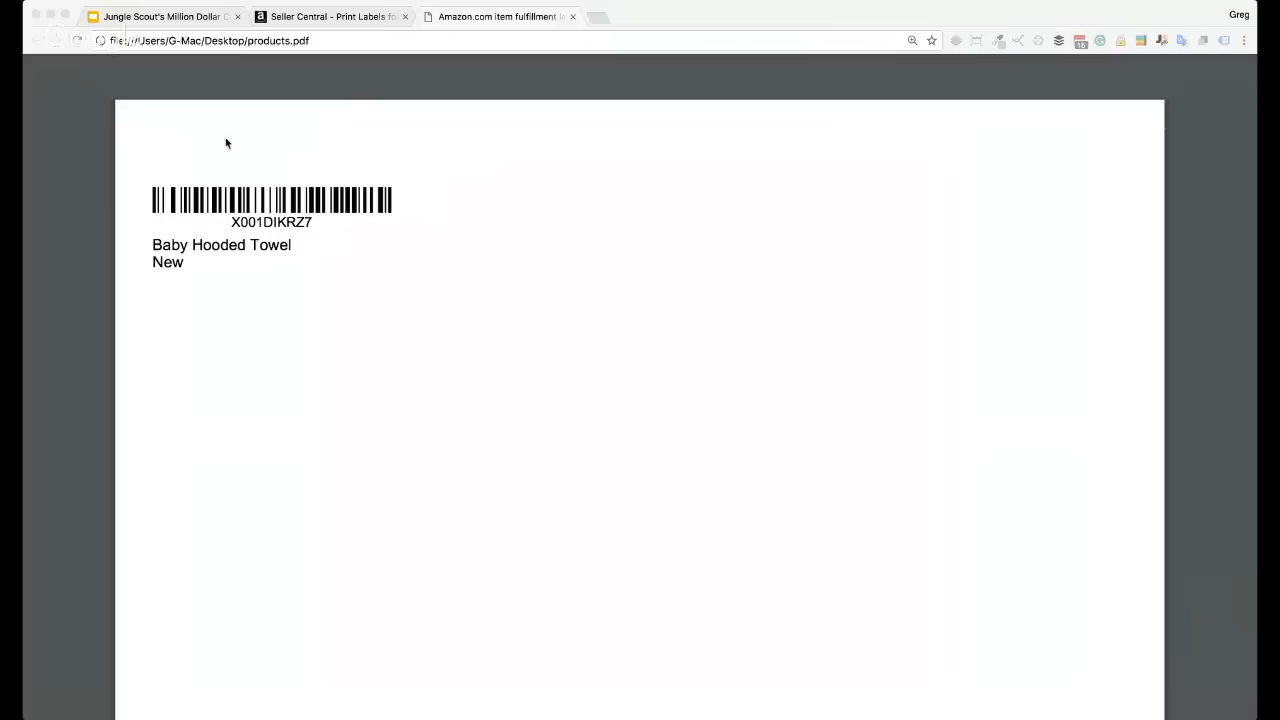 Jungle Scout's Million Dollar
Seller Central - Print Labels fo
Amazon.com item fulfillment
Greg
file:///Users/G-Mac/Desktop/products.pdf
15
X001DIKRZ7
Baby Hooded Towel
New